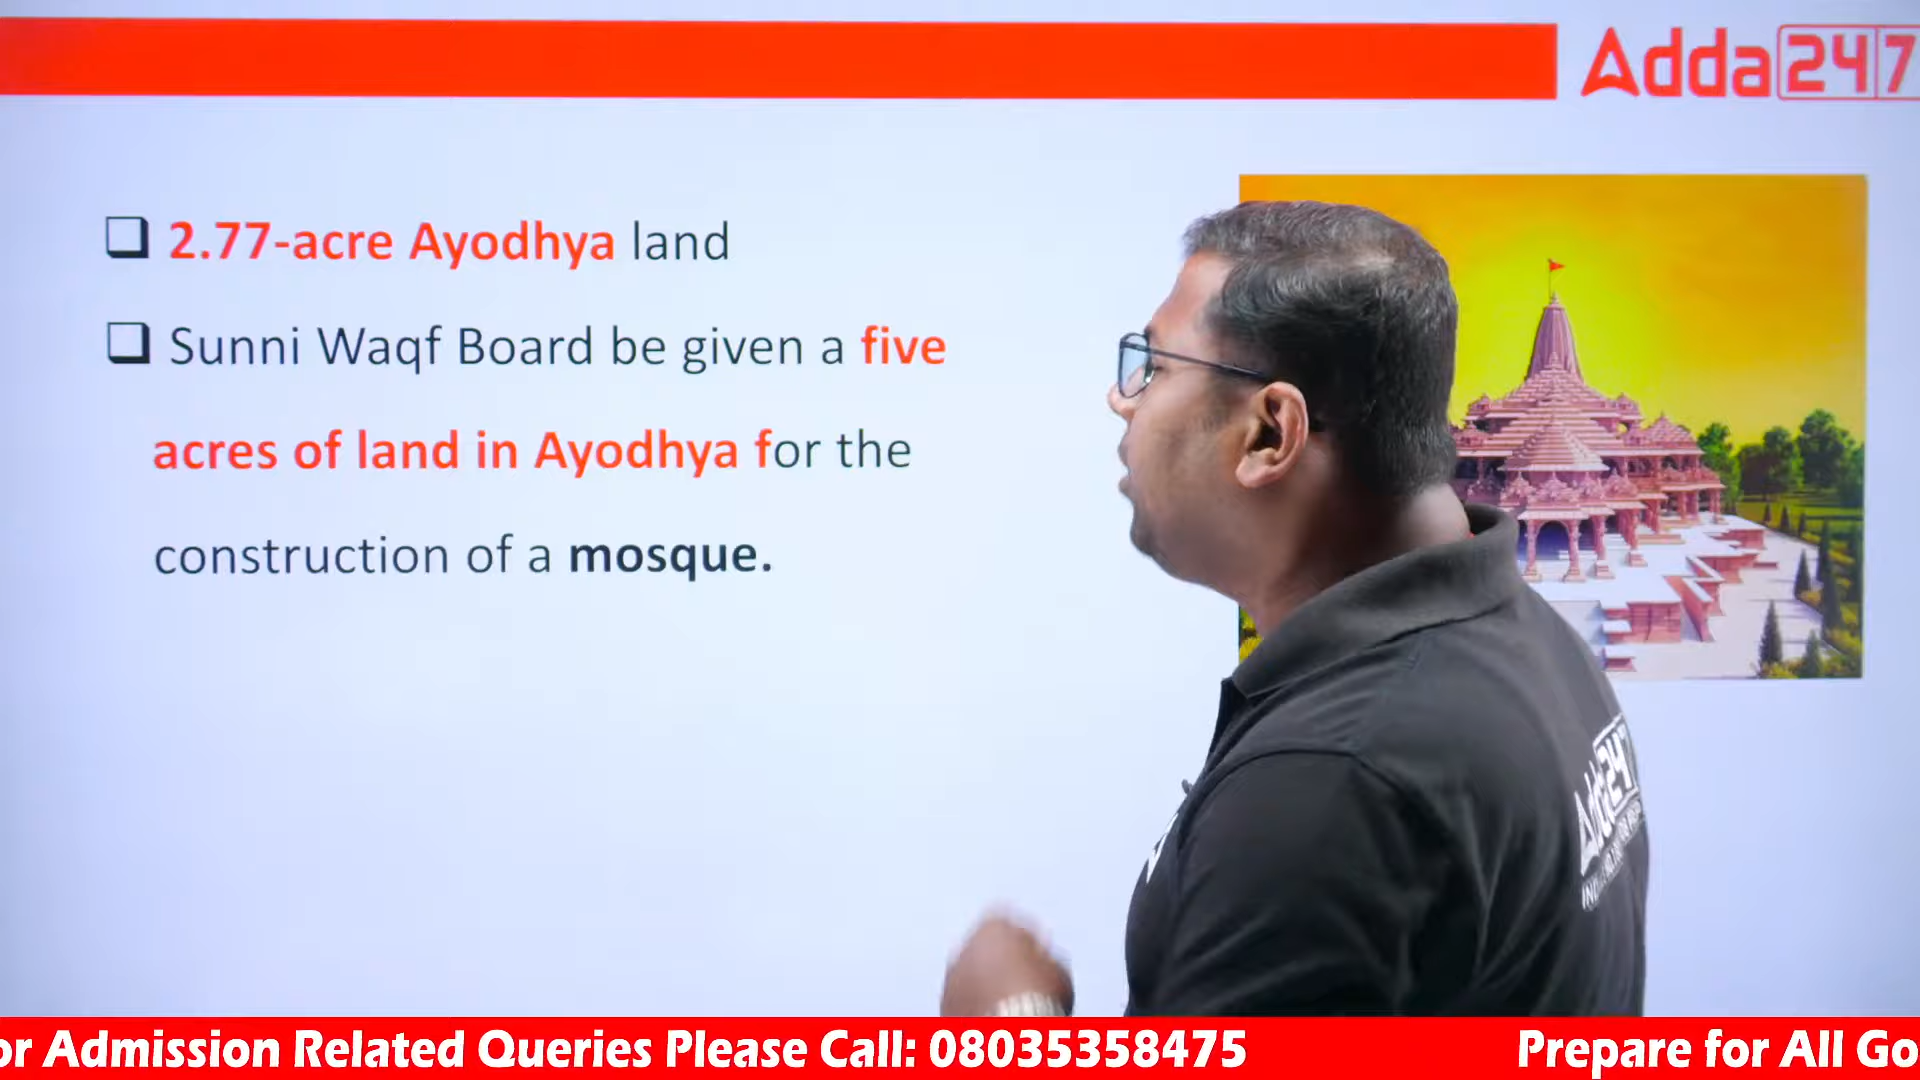 Adda247
2.77-acre Ayodhya land
Sunni Waqf Board be given a five
acres of land in Ayodhya for the
construction of a mosque.
Adda247
or Admission Related Queries Please Call: 08035358475
Prepare for All Go